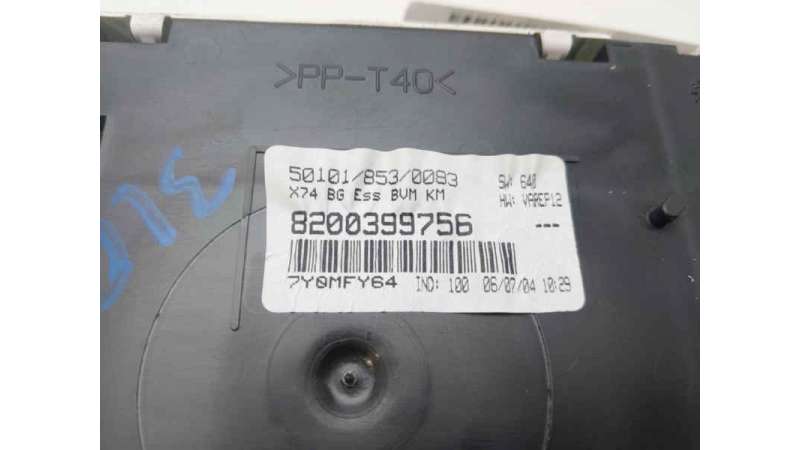 >PP-T40<
50101/853/0083
SW: 640
X74 BG Ess BVM KM
HW: VAREP12
8200399756
---
7Y0MFY64 IND: 100 06/07/04 10:29